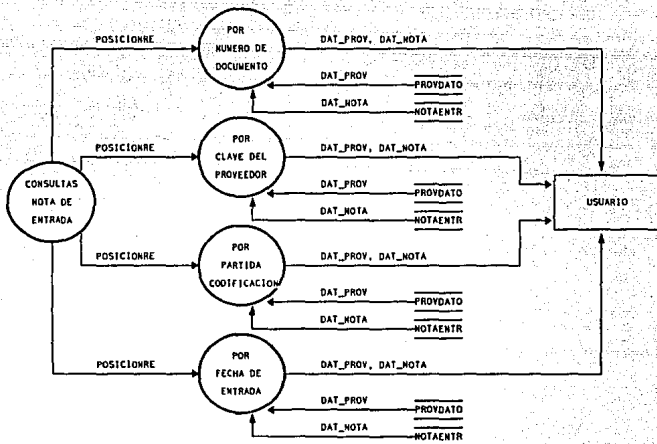 POR
NUMERO DE
DOCUMENTO
POSICIONRE
DAT_PROV, DAT_NOTA
DAT_PROV
PROVDATO
DAT_NOTA
NOTAENTR
POR
CLAVE DEL
PROVEEDOR
POSICIONRE
DAT_PROV, DAT_NOTA
DAT_PROV
PROVDATO
DAT_NOTA
NOTAENTR
CONSULTAS
NOTA DE
ENTRADA
USUARIO
POR
PARTIDA
CODIFICACION
POSICIONRE
DAT_PROV, DAT_NOTA
DAT_PROV
PROVDATO
DAT_NOTA
NOTAENTR
POR
FECHA DE
ENTRADA
POSICIONRE
DAT_PROV, DAT_NOTA
DAT_PROV
PROVDATO
DAT_NOTA
NOTAENTR